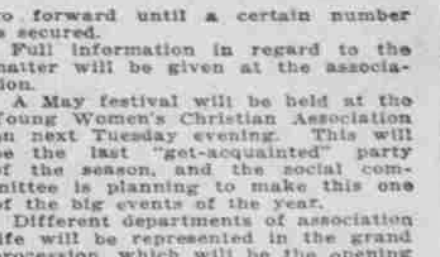 to forward until a certain number
is secured.
Full information in regard to the
matter will be given at the associa-
tion.
A May festival will be held at the
Young Women's Christian Association
on next Tuesday evening. This will
be the last "get-acquainted" party
of the season, and the social com-
mittee is planning to make this one
of the big events of the year.
Different departments of association
life will be represented in the grand
procession, which will be the opening